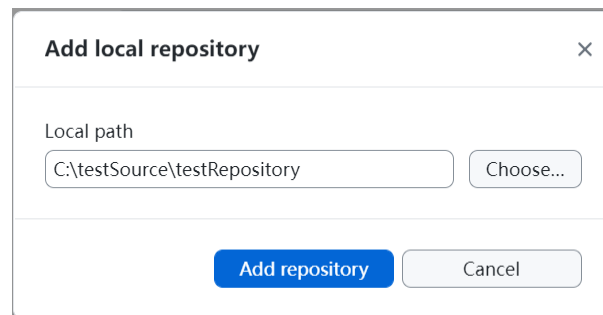 Add local repository
Local path
C:\testSource\testRepository
Choose...
Add repository
Cancel